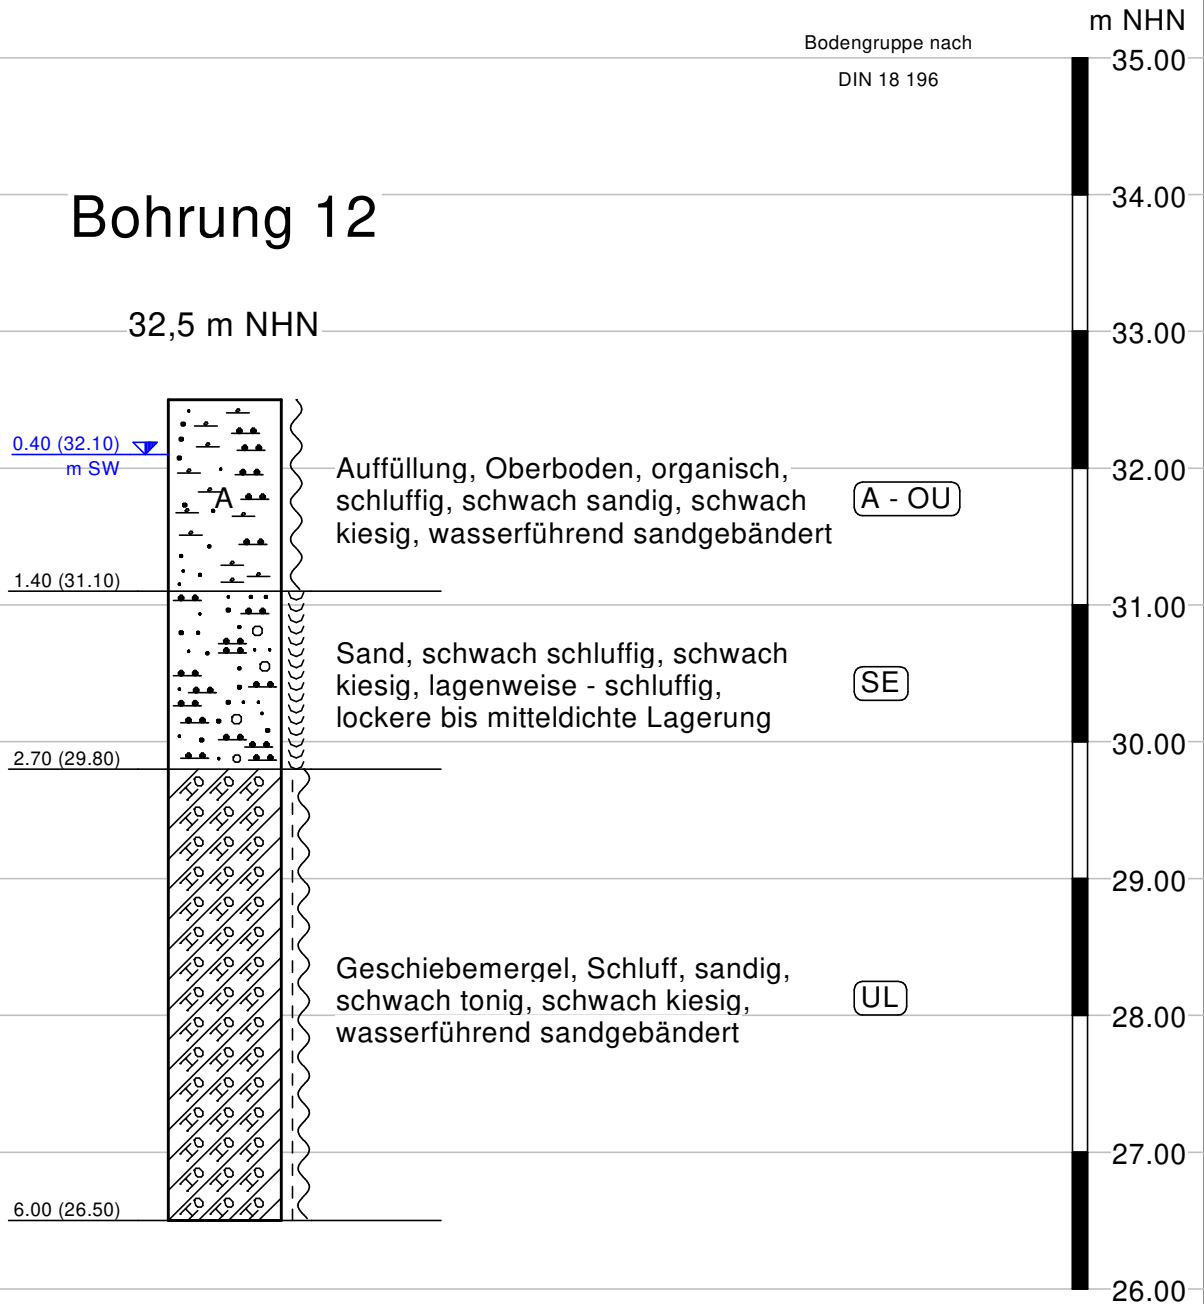 m NHN
Bodengruppe nach
DIN 18 196
35.00
34.00
Bohrung 12
32,5 m NHN
33.00
0.40 (32.10)
m SW
32.00
A
Auffüllung, Oberboden, organisch,
schluffig, schwach sandig, schwach
kiesig, wasserführend sandgebändert
A - OU
1.40 (31.10)
31.00
Sand, schwach schluffig, schwach
kiesig, lagenweise - schluffig,
lockere bis mitteldichte Lagerung
SE
30.00
2.70 (29.80)
29.00
Geschiebemergel, Schluff, sandig,
schwach tonig, schwach kiesig,
wasserführend sandgebändert
UL
28.00
27.00
6.00 (26.50)
26.00